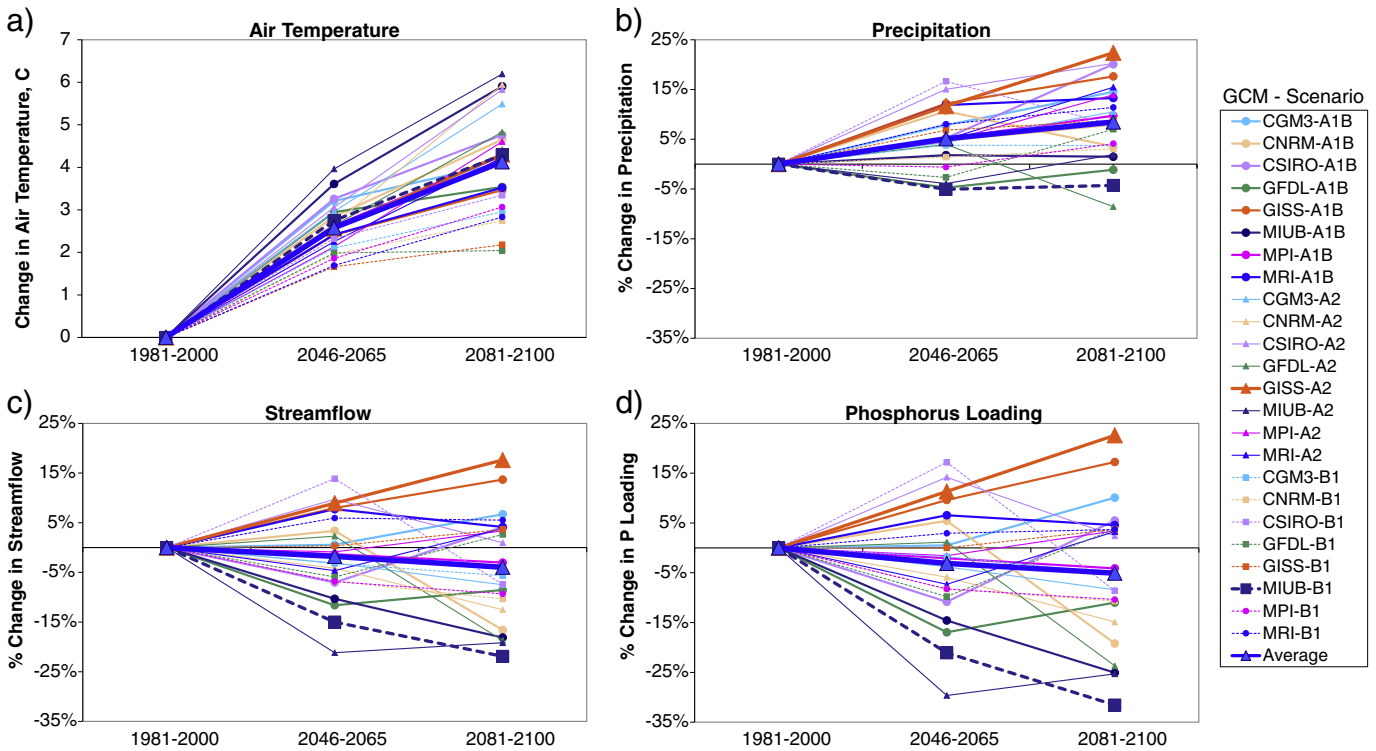 a)
Air Temperature
Change in Air Temperature, C
7
6
5
4
3
2
1
0
1981-2000 2046-2065 2081-2100
b)
Precipitation
% Change in Precipitation
25%
15%
5%
-5%
-15%
-25%
-35%
1981-2000 2046-2065 2081-2100
c)
Streamflow
% Change in Streamflow
25%
15%
5%
-5%
-15%
-25%
-35%
1981-2000 2046-2065 2081-2100
d)
Phosphorus Loading
% Change in P Loading
25%
15%
5%
-5%
-15%
-25%
-35%
1981-2000 2046-2065 2081-2100
GCM - Scenario
CGM3-A1B
CNRM-A1B
CSIRO-A1B
GFDL-A1B
GISS-A1B
MIUB-A1B
MPI-A1B
MRI-A1B
CGM3-A2
CNRM-A2
CSIRO-A2
GFDL-A2
GISS-A2
MIUB-A2
MPI-A2
MRI-A2
CGM3-B1
CNRM-B1
CSIRO-B1
GFDL-B1
GISS-B1
MIUB-B1
MPI-B1
MRI-B1
Average